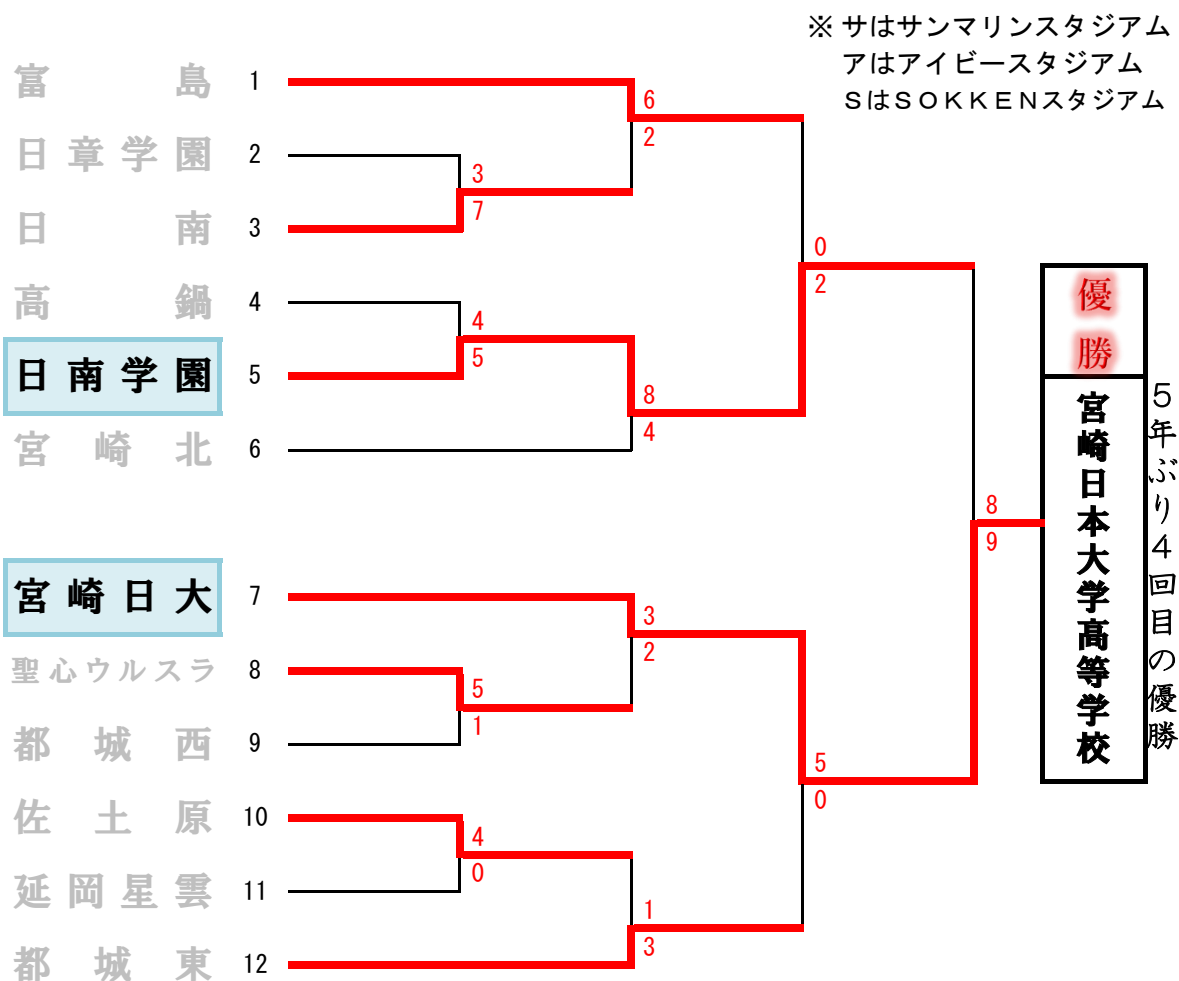 ※ サはサンマリンスタジアム
アはアイビースタジアム
SはSOKKENスタジアム
富島 1
日章学園 2
日南 3
高鍋 4
日南学園 5
宮崎北 6
宮崎日大 7
聖心ウルスラ 8
都城西 9
佐土原 10
延岡星雲 11
都城東 12
3
7
4
5
5
1
4
0
6
2
8
4
3
2
1
3
0
2
5
0
8
9
優勝
宮崎日本大学高等学校
5年ぶり4回目の優勝